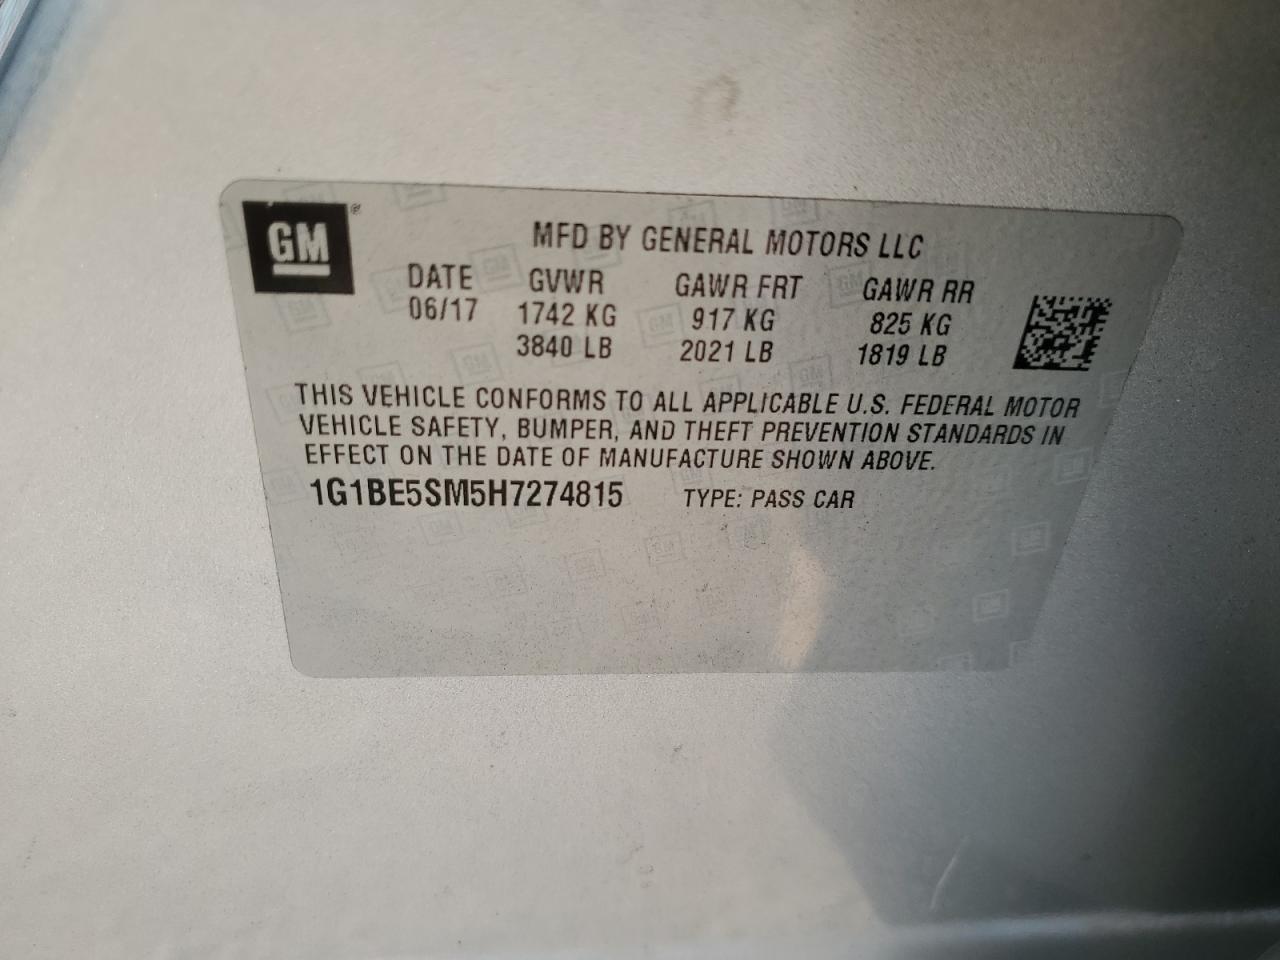 GM®
MFD BY GENERAL MOTORS LLC
DATE GVWR GAWR FRT GAWR RR
06/17 1742 KG 917 KG 825 KG
3840 LB 2021 LB 1819 LB
THIS VEHICLE CONFORMS TO ALL APPLICABLE U.S. FEDERAL MOTOR
VEHICLE SAFETY, BUMPER, AND THEFT PREVENTION STANDARDS IN
EFFECT ON THE DATE OF MANUFACTURE SHOWN ABOVE.
1G1BE5SM5H7274815 TYPE: PASS CAR